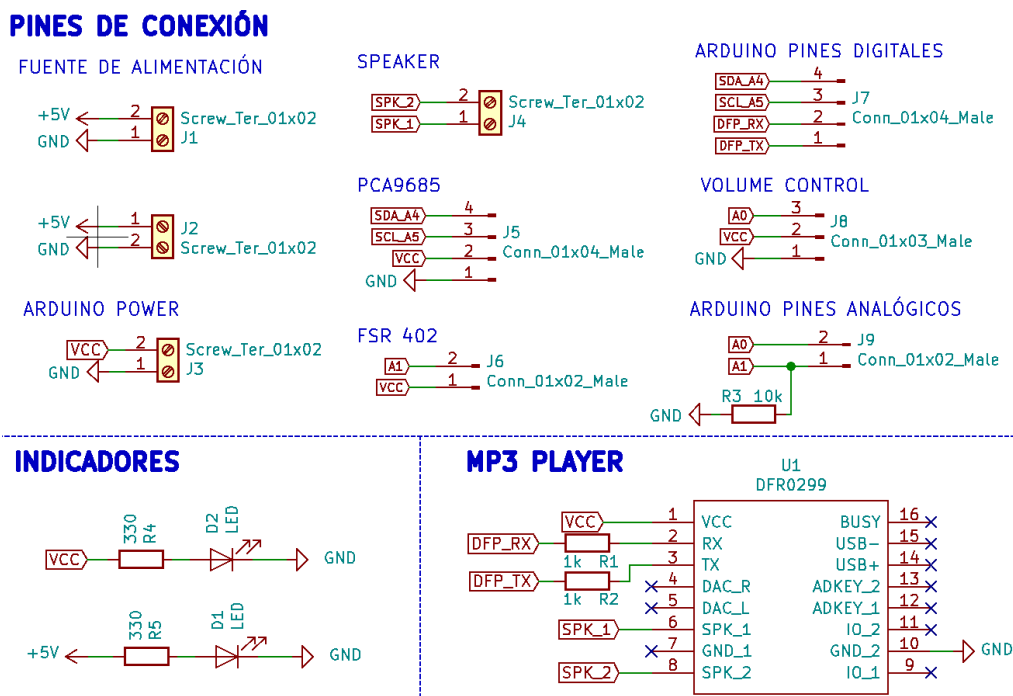 PINES DE CONEXIÓN
FUENTE DE ALIMENTACIÓN
+5V 2 Screw_Ter_01x02
GND 1 J1
+5V 1 J2
GND 2 Screw_Ter_01x02
ARDUINO POWER
VCC 2 Screw_Ter_01x02
GND 1 J3
SPEAKER
SPK_2 2 Screw_Ter_01x02
SPK_1 1 J4
PCA9685
SDA_A4 4
SCL_A5 3 J5
VCC 2 Conn_01x04_Male
GND 1
FSR 402
A1 2 J6
VCC 1 Conn_01x02_Male
ARDUINO PINES DIGITALES
SDA_A4 4
SCL_A5 3 J7
DFP_RX 2 Conn_01x04_Male
DFP_TX 1
VOLUME CONTROL
A0 3 J8
VCC 2 Conn_01x03_Male
GND 1
ARDUINO PINES ANALÓGICOS
A0 2 J9
A1 1 Conn_01x02_Male
R3 10k
GND
INDICADORES
330 R4 D2 LED
VCC GND
330 R5 D1 LED
+5V GND
MP3 PLAYER
U1
DFR0299
VCC 1 VCC BUSY 16
DFP_RX 2 RX USB- 15
1k R1 3 TX USB+ 14
DFP_TX 4 DAC_R ADKEY_2 13
1k R2 5 DAC_L ADKEY_1 12
SPK_1 6 SPK_1 IO_2 11
7 GND_1 GND_2 10 GND
SPK_2 8 SPK_2 IO_1 9